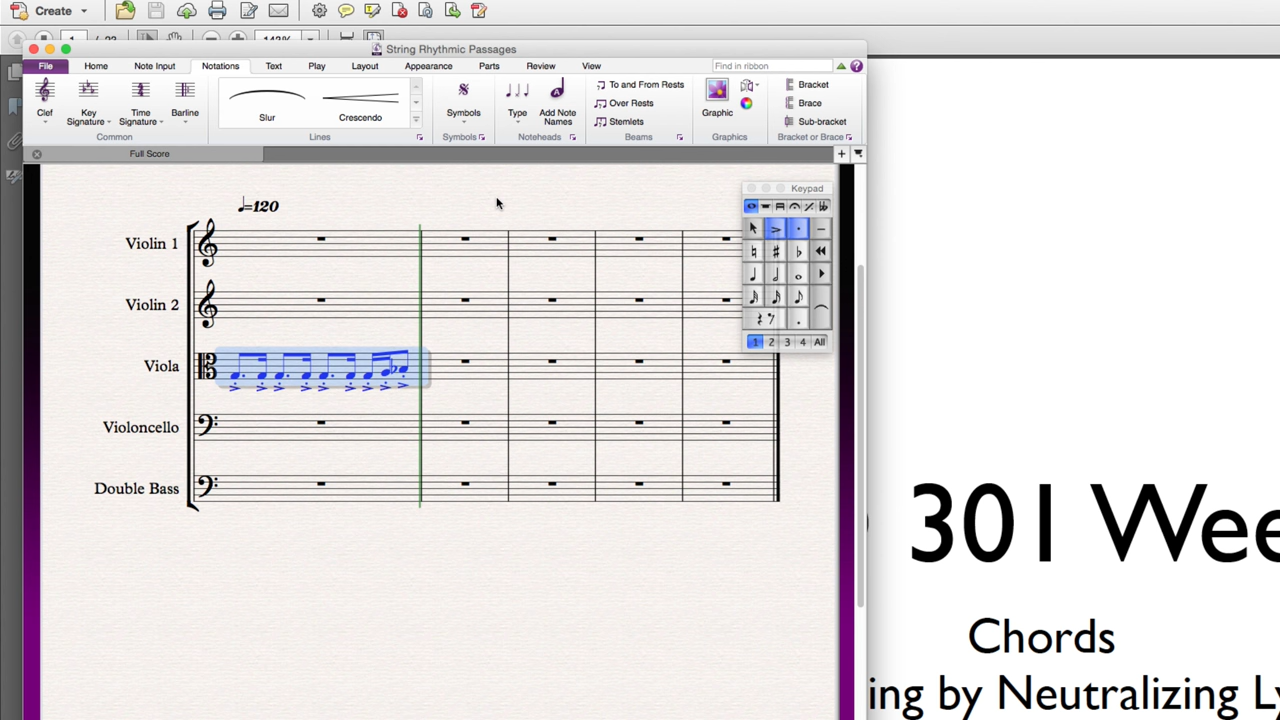 Create
1
143%
String Rhythmic Passages
File Home Note Input Notations Text Play Layout Appearance Parts Review View Find in ribbon
Clef Key Signature Time Signature Barline
Slur Crescendo
Symbols
Type Add Note Names
To and From Rests
Over Rests
Stemlets
Graphic
Bracket
Brace
Sub-bracket
Common Lines Symbols Noteheads Beams Graphics Bracket or Brace
Full Score
Keypad
=120
Violin 1
Violin 2
1 2 3 4 All
Viola
Violoncello
Double Bass
301 Wee
Chords
ing by Neutralizing Ly